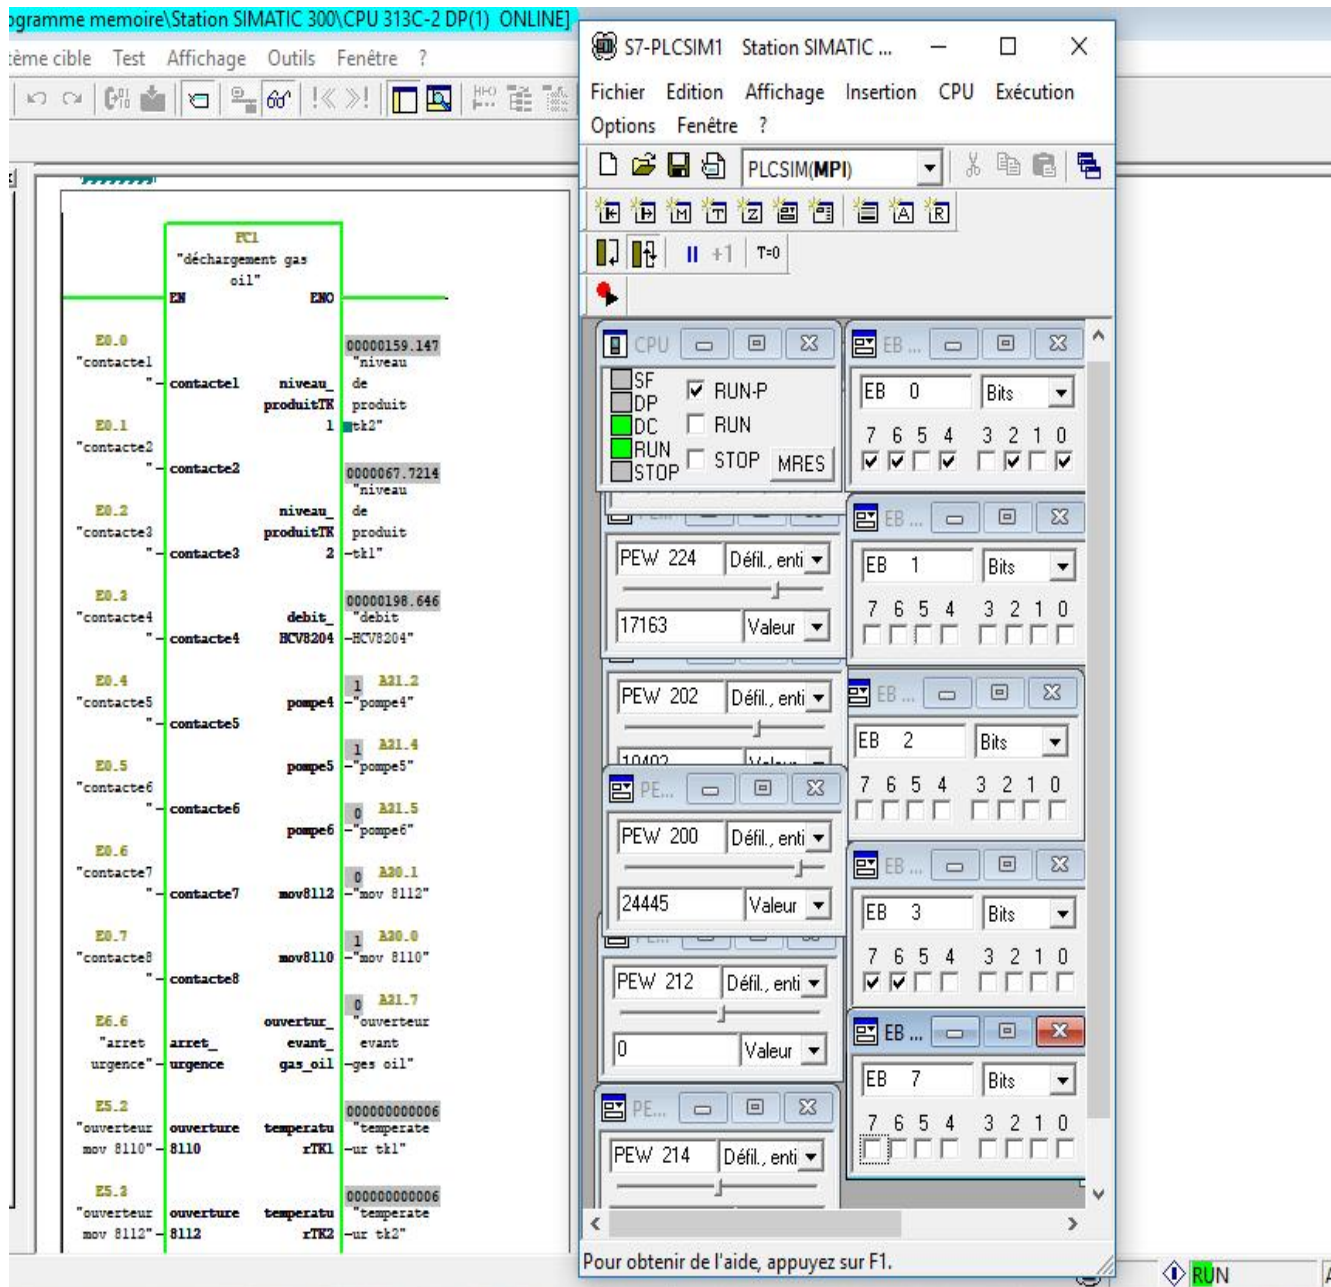 ogramme memoire\Station SIMATIC 300\CPU 313C-2 DP(1) ONLINE]
tème cible Test Affichage Outils Fenêtre ?
FC1
"déchargement gas
oil"
EN ENO
E0.0
"contacte1
"
contacte1
niveau_
produitTK
1
00000159.147
"niveau
de
produit
tk2"
E0.1
"contacte2
"
contacte2
0000067.7214
"niveau
de
produit
tk1"
E0.2
"contacte3
"
contacte3
niveau_
produitTK
2
E0.3
"contacte4
"
contacte4
debit_
HCV8204
00000198.646
"debit
HCV8204"
E0.4
"contacte5
"
contacte5
pompe4
1 A31.2
"pompe4"
E0.5
"contacte6
"
contacte6
pompe5
1 A31.4
"pompe5"
pompe6
0 A31.5
"pompe6"
E0.6
"contacte7
"
contacte7
mov8112
0 A30.1
"mov 8112"
E0.7
"contacte8
"
contacte8
mov8110
1 A30.0
"mov 8110"
E6.6
"arret
urgence"
arret_
urgence
ouvertur_
evant_
gas_oil
0 A31.7
"ouverteur
evant
ges oil"
E5.2
"ouverteur
mov 8110"
ouverture
8110
temperatu
rTK1
000000000006
"temperate
ur tk1"
E5.3
"ouverteur
mov 8112"
ouverture
8112
temperatu
rTK2
000000000006
"temperate
ur tk2"
S7-PLCSIM1 Station SIMATIC ...
Fichier Edition Affichage Insertion CPU Exécution
Options Fenêtre ?
PLCSIM(MPI)
+1 T=0
CPU
SF
DP
DC
RUN
STOP
RUN-P
RUN
STOP MRES
PEW 224 Défil., enti
17163 Valeur
PEW 202 Défil., enti
PE...
PEW 200 Défil., enti
24445 Valeur
PEW 212 Défil., enti
0 Valeur
PE...
PEW 214 Défil., enti
EB ...
EB 0 Bits
7 6 5 4 3 2 1 0
EB ...
EB 1 Bits
7 6 5 4 3 2 1 0
EB ...
EB 2 Bits
7 6 5 4 3 2 1 0
EB ...
EB 3 Bits
7 6 5 4 3 2 1 0
EB ...
EB 7 Bits
7 6 5 4 3 2 1 0
Pour obtenir de l'aide, appuyez sur F1.
RUN